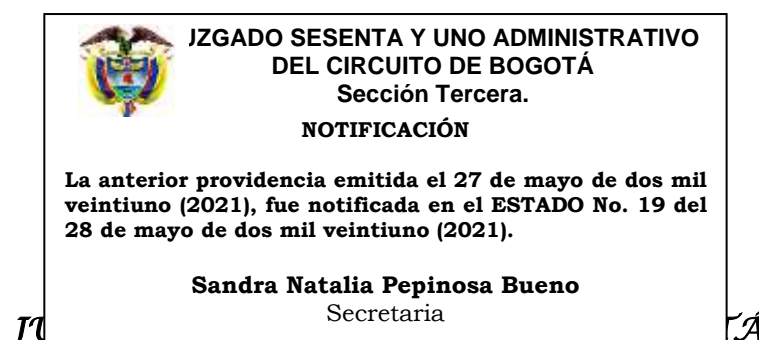 UZGADO SESENTA Y UNO ADMINISTRATIVO
DEL CIRCUITO DE BOGOTÁ
Sección Tercera.
NOTIFICACIÓN
La anterior providencia emitida el 27 de mayo de dos mil
veintiuno (2021), fue notificada en el ESTADO No. 19 del
28 de mayo de dos mil veintiuno (2021).
Sandra Natalia Pepinosa Bueno
Secretaria